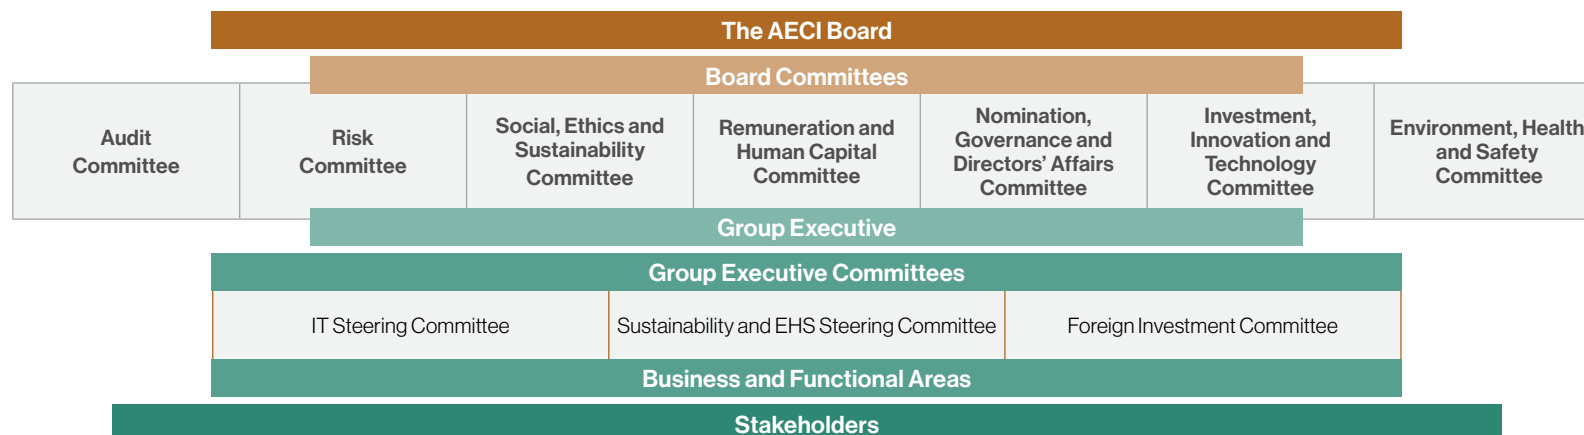 The AECI Board
Board Committees
Audit
Committee
Risk
Committee
Social, Ethics and
Sustainability
Committee
Remuneration and
Human Capital
Committee
Nomination,
Governance and
Directors’ Affairs
Committee
Investment,
Innovation and
Technology
Committee
Environment, Health
and Safety
Committee
Group Executive
Group Executive Committees
IT Steering Committee
Sustainability and EHS Steering Committee
Foreign Investment Committee
Business and Functional Areas
Stakeholders